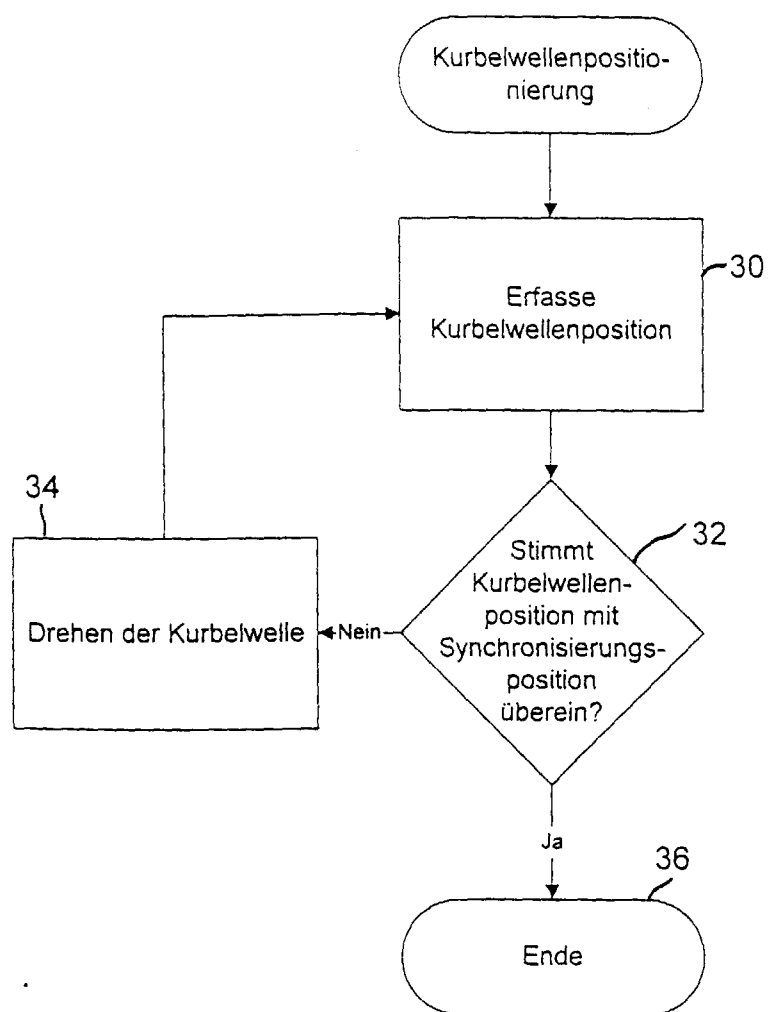 Kurbelwellenpositio-
nierung
30
Erfasse
Kurbelwellenposition
34
32
Stimmt
Kurbelwellen-
position mit
Synchronisierungs-
position
überein?
Drehen der Kurbelwelle
Nein
Ja
36
Ende